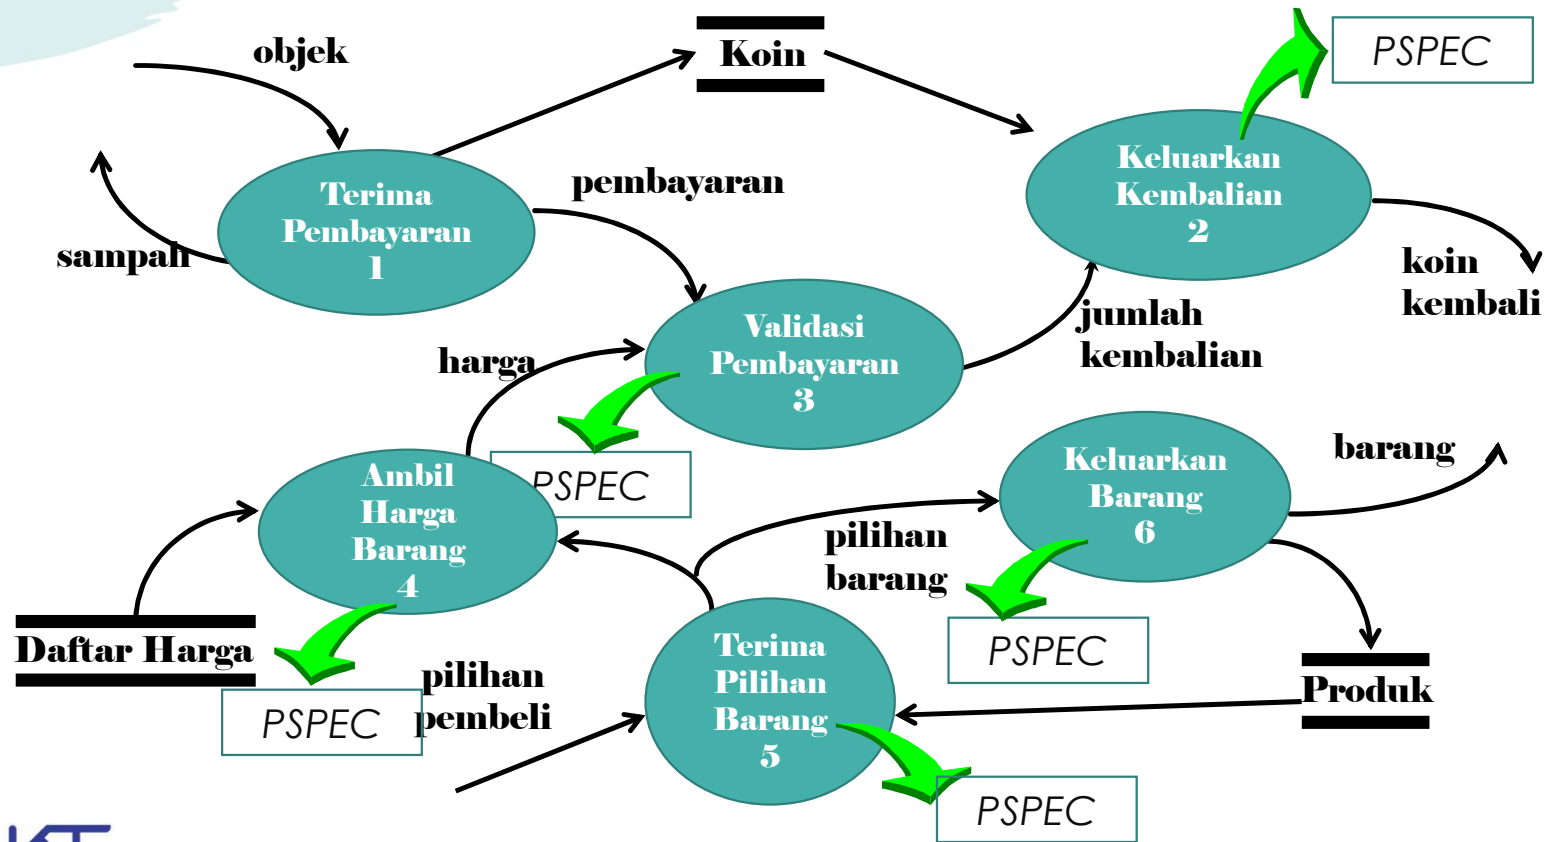 objek
Koin
PSPEC
Terima
Pembayaran
1
pembayaran
Keluarkan
Kembalian
2
sampah
koin
kembali
Validasi
Pembayaran
3
jumlah
kembalian
harga
PSPEC
Ambil
Harga
Barang
4
Keluarkan
Barang
6
barang
pilihan
barang
Daftar Harga
PSPEC
pilihan
pembeli
Terima
Pilihan
Barang
5
PSPEC
Produk
PSPEC